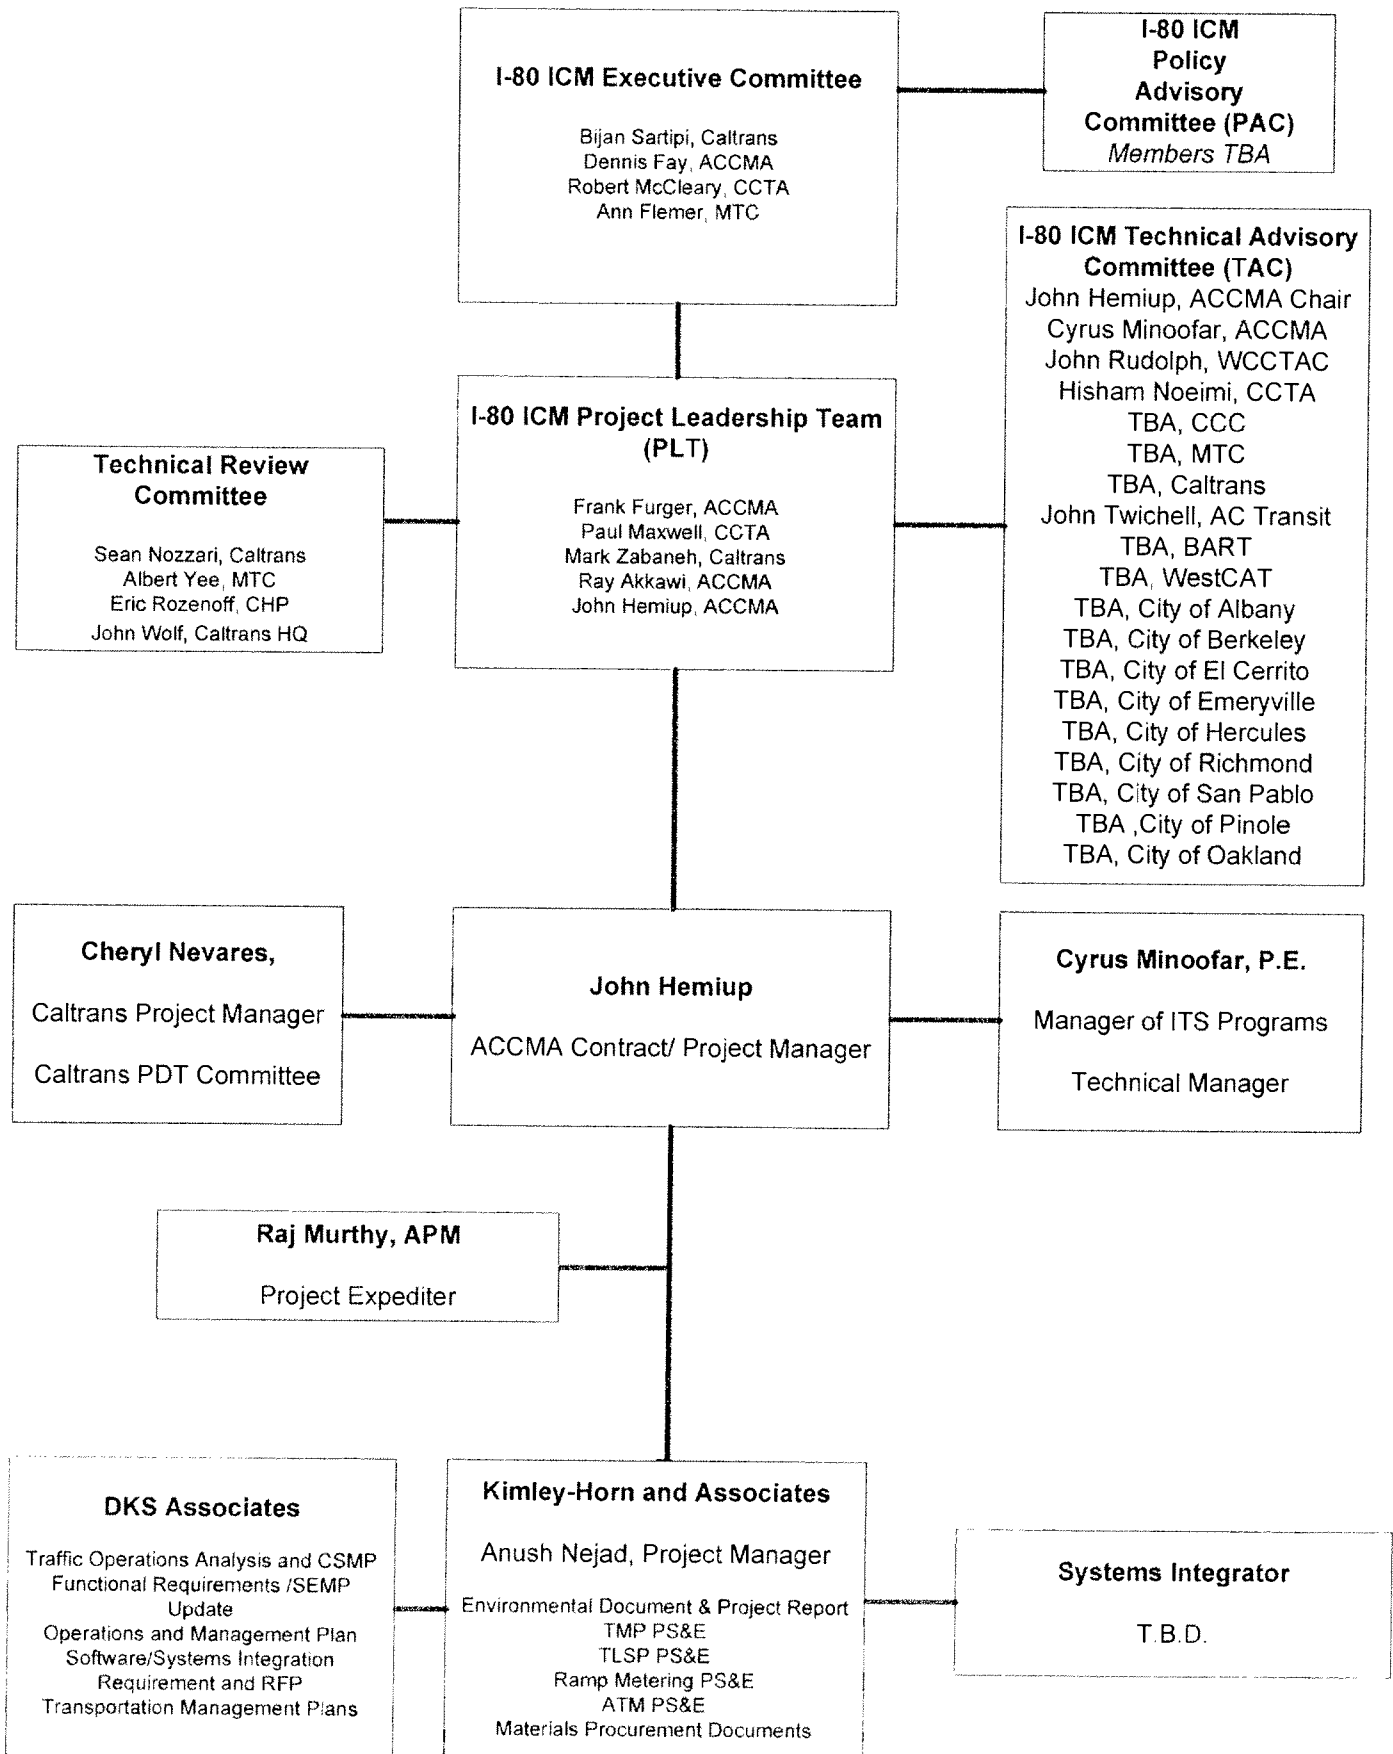 I-80 ICM Executive Committee
Bijan Sartipi, Caltrans
Dennis Fay, ACCMA
Robert McCleary, CCTA
Ann Flemer, MTC
I-80 ICM
Policy
Advisory
Committee (PAC)
Members TBA
I-80 ICM Technical Advisory
Committee (TAC)
John Hemiup, ACCMA Chair
Cyrus Minoofar, ACCMA
John Rudolph, WCCTAC
Hisham Noeimi, CCTA
TBA, CCC
TBA, MTC
TBA, Caltrans
John Twichell, AC Transit
TBA, BART
TBA, WestCAT
TBA, City of Albany
TBA, City of Berkeley
TBA, City of El Cerrito
TBA, City of Emeryville
TBA, City of Hercules
TBA, City of Richmond
TBA, City of San Pablo
TBA ,City of Pinole
TBA, City of Oakland
I-80 ICM Project Leadership Team
(PLT)
Frank Furger, ACCMA
Paul Maxwell, CCTA
Mark Zabaneh, Caltrans
Ray Akkawi, ACCMA
John Hemiup, ACCMA
Technical Review
Committee
Sean Nozzari, Caltrans
Albert Yee, MTC
Eric Rozenoff, CHP
John Wolf, Caltrans HQ
Cheryl Nevares,
Caltrans Project Manager
Caltrans PDT Committee
John Hemiup
ACCMA Contract/ Project Manager
Cyrus Minoofar, P.E.
Manager of ITS Programs
Technical Manager
Raj Murthy, APM
Project Expediter
DKS Associates
Traffic Operations Analysis and CSMP
Functional Requirements /SEMP
Update
Operations and Management Plan
Software/Systems Integration
Requirement and RFP
Transportation Management Plans
Kimley-Horn and Associates
Anush Nejad, Project Manager
Environmental Document & Project Report
TMP PS&E
TLSP PS&E
Ramp Metering PS&E
ATM PS&E
Materials Procurement Documents
Systems Integrator
T.B.D.